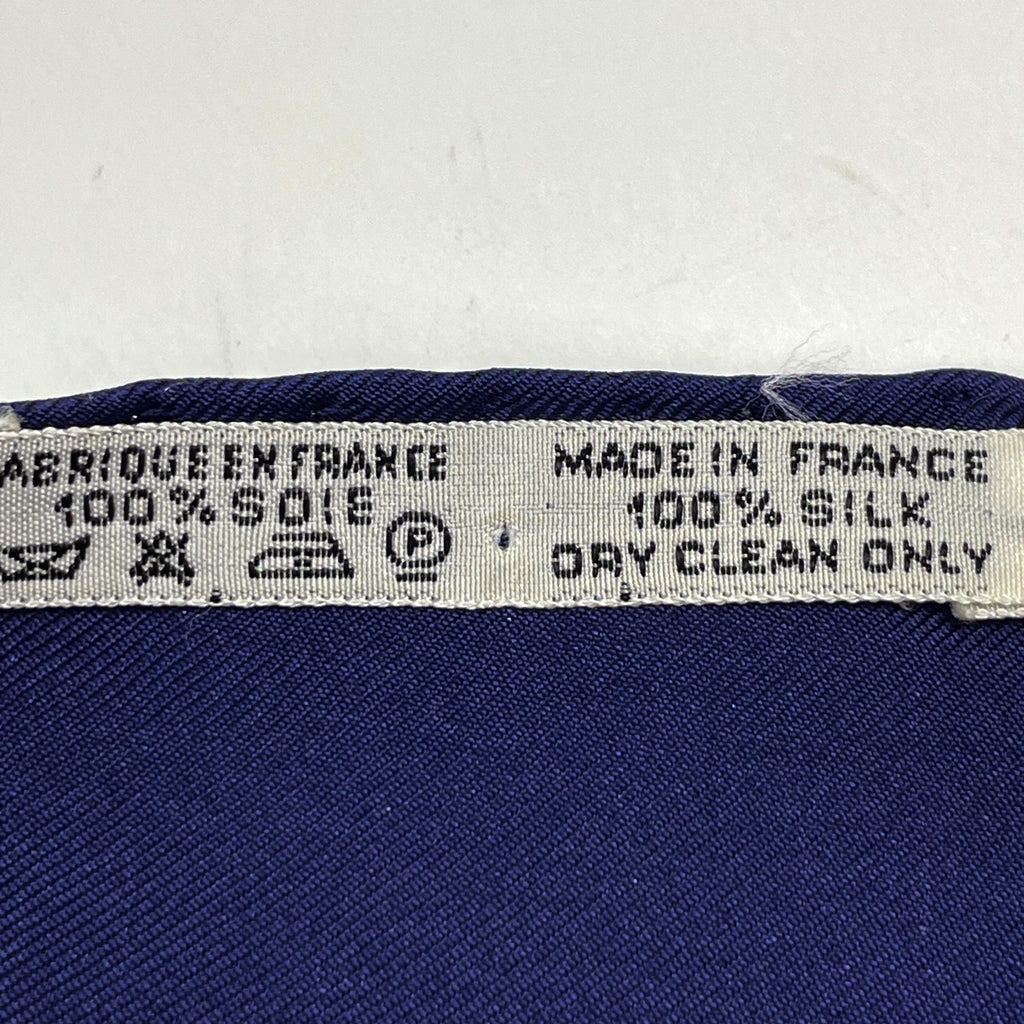 ABRIQUE EN FRANCE
100% SOIE
P
MADE IN FRANCE
100% SILK
DRY CLEAN ONLY